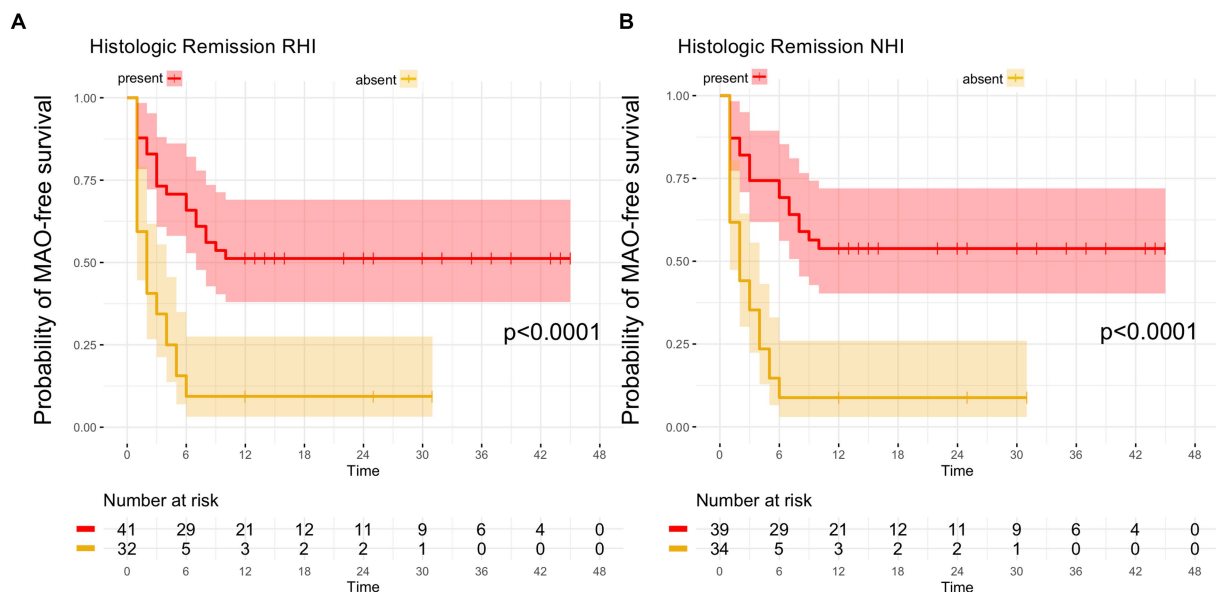 A
Histologic Remission RHI
present
absent
Probability of MAO-free survival
1.00
0.75
0.50
0.25
0.00
p<0.0001
0 6 12 18 24 30 36 42 48
Time
Number at risk
41 29 21 12 11 9 6 4 0
32 5 3 2 2 1 0 0 0
0 6 12 18 24 30 36 42 48
Time
B
Histologic Remission NHI
present
absent
Probability of MAO-free survival
1.00
0.75
0.50
0.25
0.00
p<0.0001
0 6 12 18 24 30 36 42 48
Time
Number at risk
39 29 21 12 11 9 6 4 0
34 5 3 2 2 1 0 0 0
0 6 12 18 24 30 36 42 48
Time